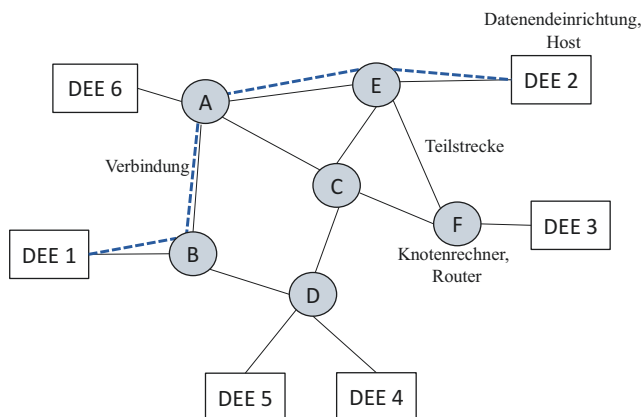 Datenendeinrichtung,
Host
DEE 6
A
E
DEE 2
Teilstrecke
Verbindung
C
F
DEE 3
DEE 1
B
Knotenrechner,
Router
D
DEE 5
DEE 4